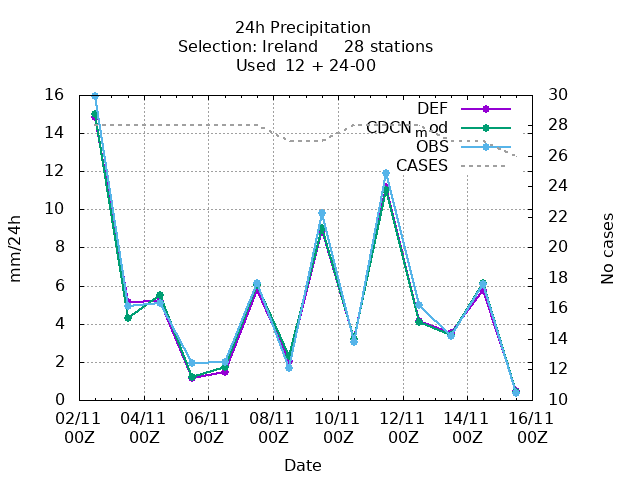 24h Precipitation
Selection: Ireland 28 stations
Used 12 + 24-00
16 30
DEF
14 28
CDCN_mod
OBS
12 26
CASES
24
10
22
8 20
6 18
16
4
14
2 12
0 10
mm/24h
No cases
02/11 04/11 06/11 08/11 10/11 12/11 14/11 16/11
00Z 00Z 00Z 00Z 00Z 00Z 00Z 00Z
Date